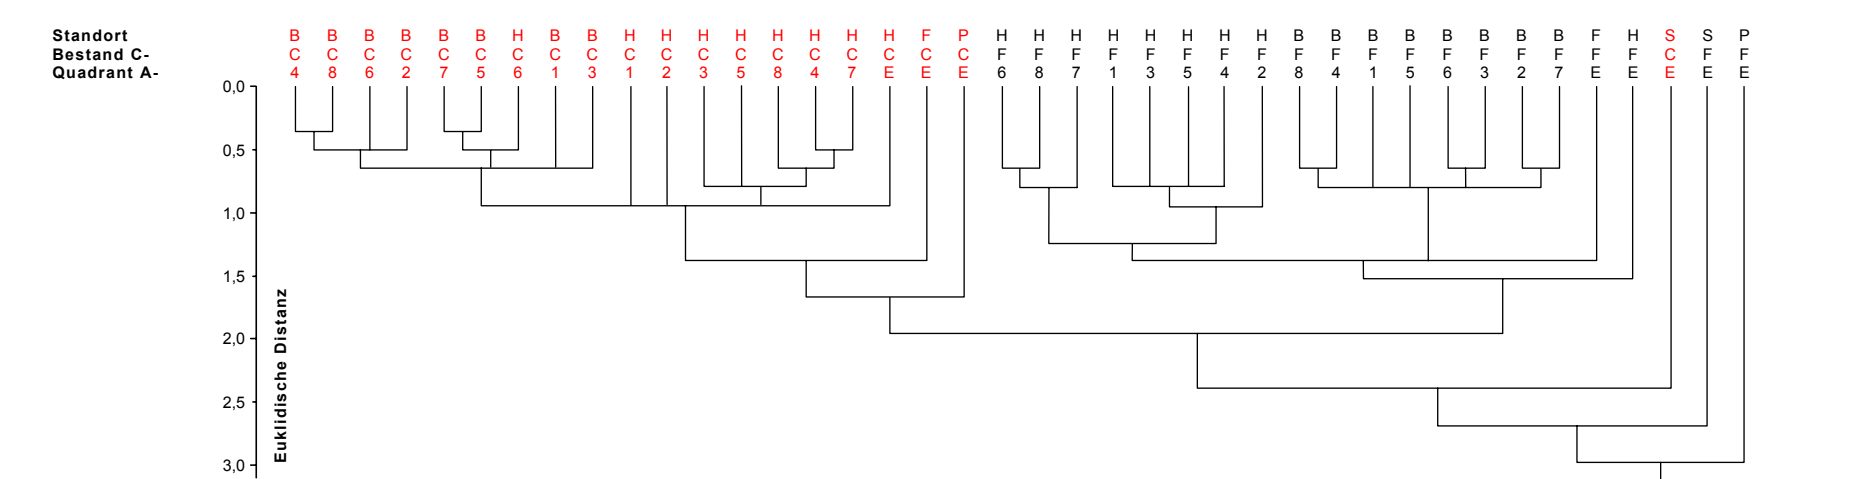 Standort B B B B B B H B B H H H H H H H H F P H H H H H H H H B B B B B B B B F H S S P
Bestand C- C C C C C C C C C C C C C C C C C C C F F F F F F F F F F F F F F F F F F C F F
Quadrant A- 4 8 6 2 7 5 6 1 3 1 2 3 5 8 4 7 E E E 6 8 7 1 3 5 4 2 8 4 1 5 6 3 2 7 E E E E E
0,0
0,5
1,0
1,5
2,0
2,5
3,0
Euklidische Distanz